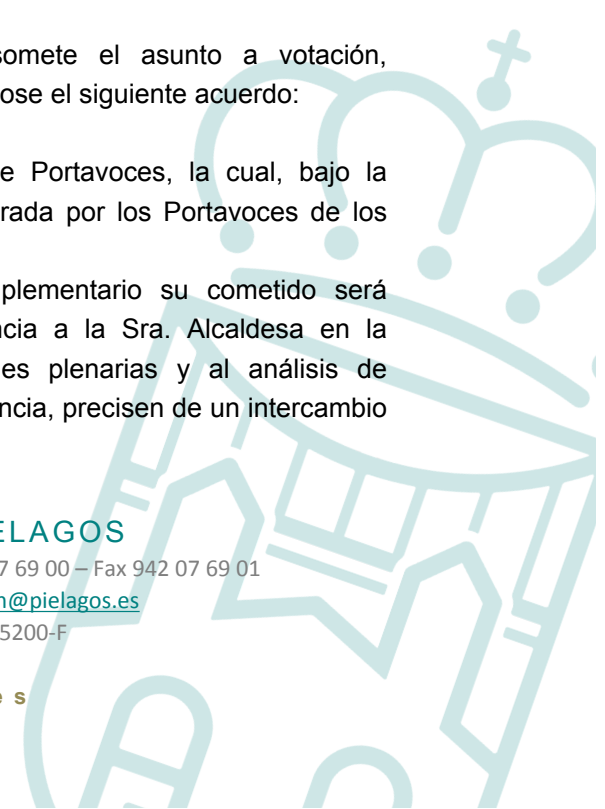 somete el asunto a votación,
ose el siguiente acuerdo:
e Portavoces, la cual, bajo la
rada por los Portavoces de los
plementario su cometido será
ncia a la Sra. Alcaldesa en la
es plenarias y al análisis de
ncia, precisen de un intercambio
ELAGOS
7 69 00 – Fax 942 07 69 01
n@pielagos.es
5200-F
e s